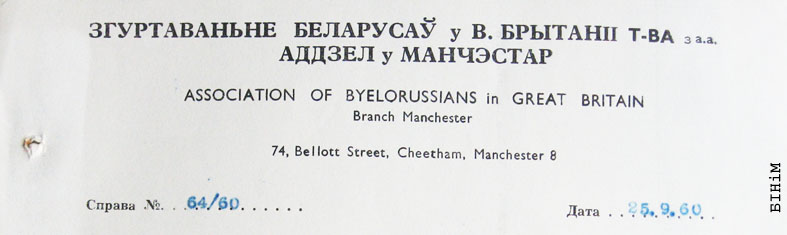 ЗГУРТАВАНЬНЕ БЕЛАРУСАЎ у В. БРЫТАНІІ Т-ВА з а.а.
АДДЗЕЛ у МАНЧЭСТАР
ASSOCIATION OF BYELORUSSIANS in GREAT BRITAIN
Branch Manchester
74, Bellott Street, Cheetham, Manchester 8
Справа №. . . 64/60 . . . . . .
Дата . . 25.9.60 . .
БІНіМ